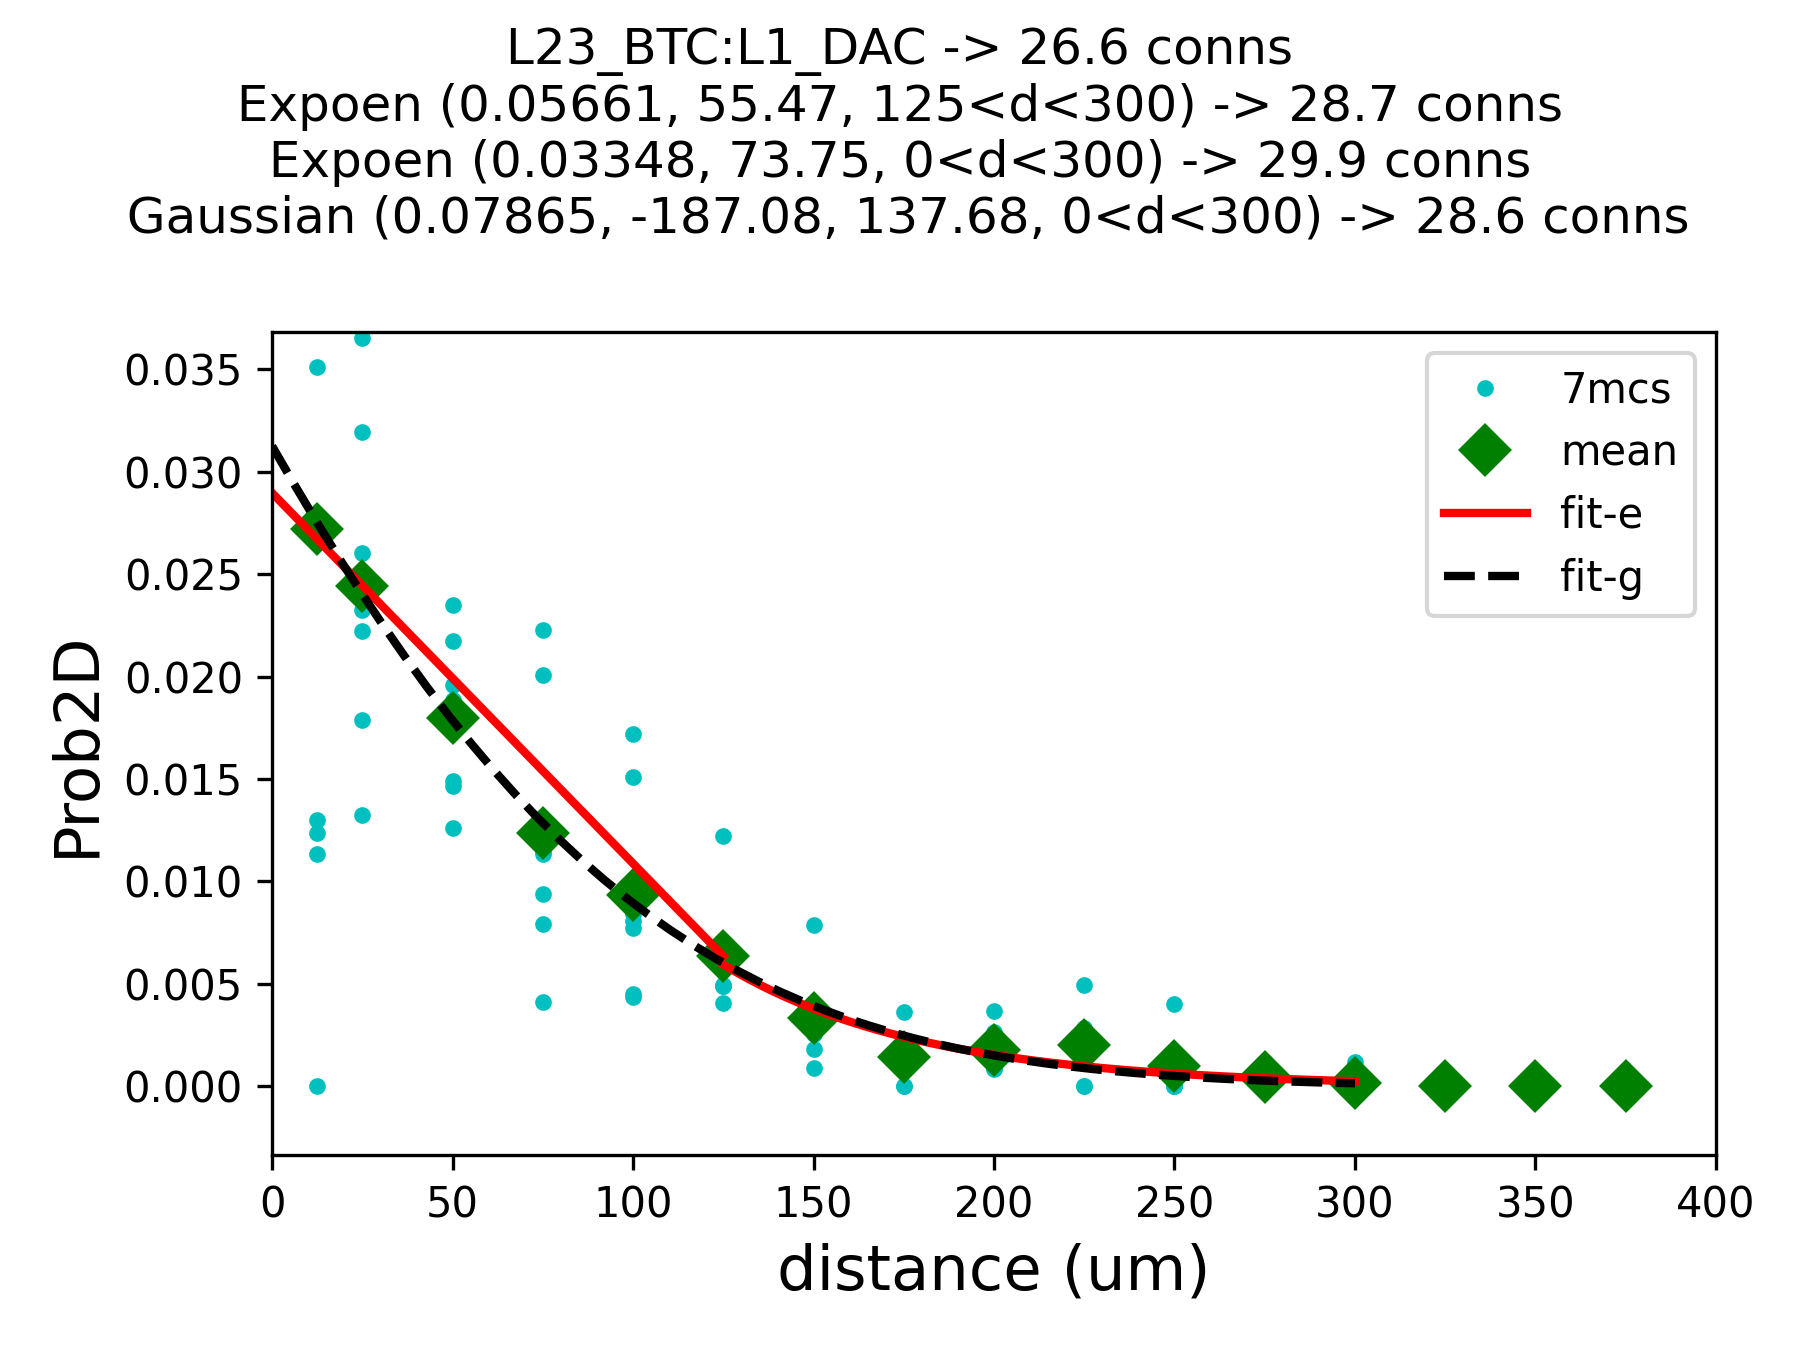 L23_BTC:L1_DAC -> 26.6 conns
Expoen (0.05661, 55.47, 125<d<300) -> 28.7 conns
Expoen (0.03348, 73.75, 0<d<300) -> 29.9 conns
Gaussian (0.07865, -187.08, 137.68, 0<d<300) -> 28.6 conns
7mcs
mean
fit-e
fit-g
Prob2D
0.035
0.030
0.025
0.020
0.015
0.010
0.005
0.000
0 50 100 150 200 250 300 350 400
distance (um)